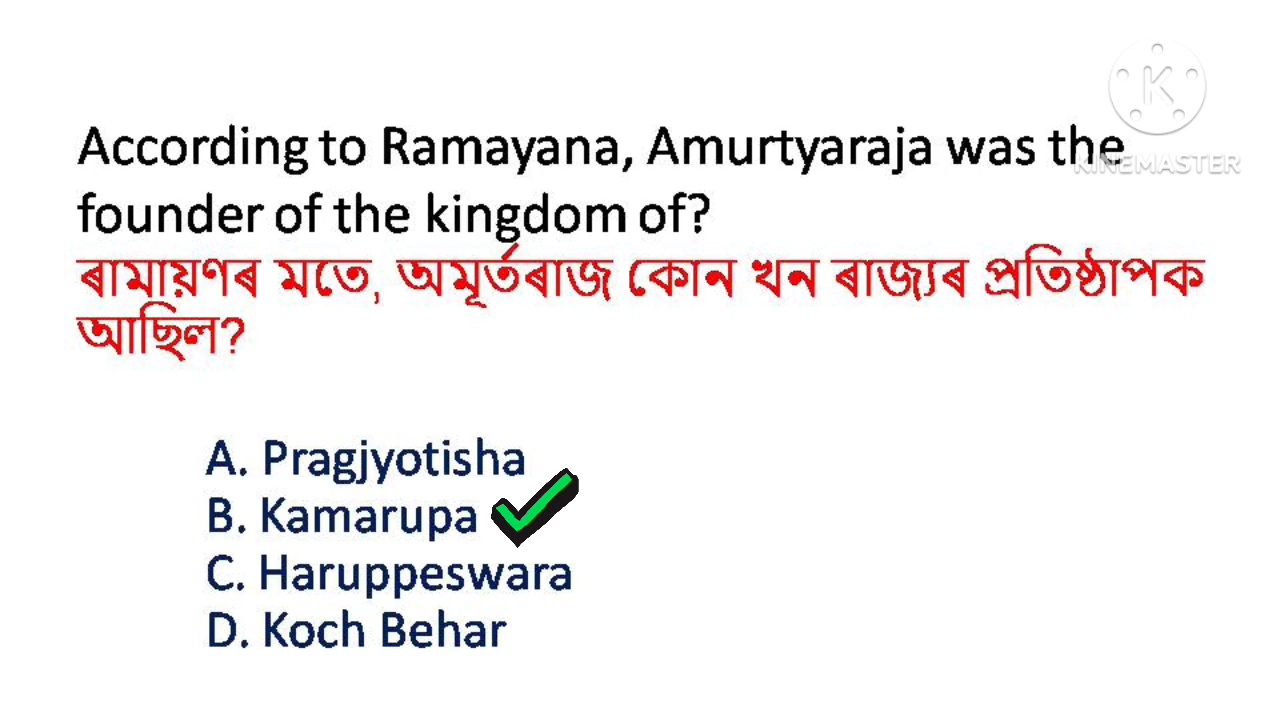 According to Ramayana, Amurtyaraja was the
founder of the kingdom of?
ৰামায়ণৰ মতে, অমূৰ্তৰাজ কোন খন ৰাজ্যৰ প্ৰতিষ্ঠাপক
আছিল?
A. Pragjyotisha
B. Kamarupa
C. Haruppeswara
D. Koch Behar
K
KINEMASTER